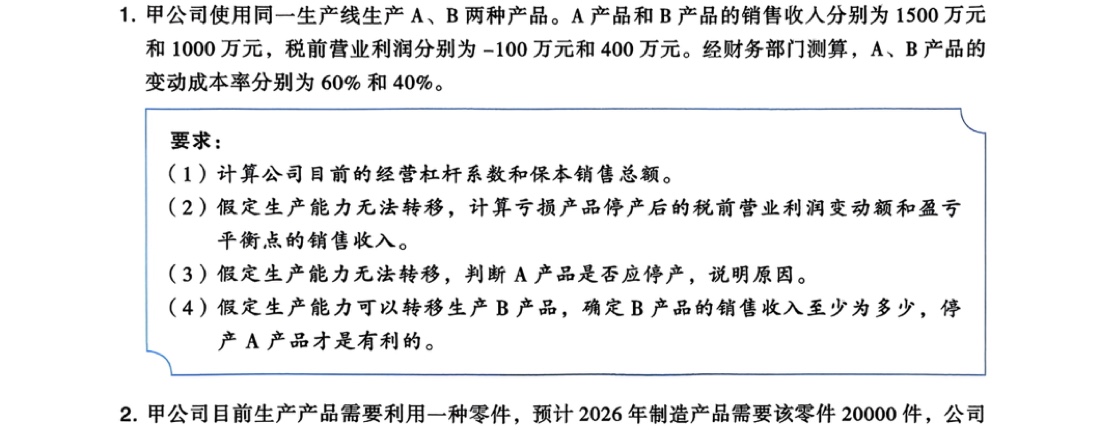 1. 甲公司使用同一生产线生产 A、B 两种产品。A 产品和 B 产品的销售收入分别为 1500 万元
和 1000 万元，税前营业利润分别为 -100 万元和 400 万元。经财务部门测算，A、B 产品的
变动成本率分别为 60% 和 40%。
要求：
（1）计算公司目前的经营杠杆系数和保本销售总额。
（2）假定生产能力无法转移，计算亏损产品停产后的税前营业利润变动额和盈亏
平衡点的销售收入。
（3）假定生产能力无法转移，判断 A 产品是否应停产，说明原因。
（4）假定生产能力可以转移生产 B 产品，确定 B 产品的销售收入至少为多少，停
产 A 产品才是有利的。
2. 甲公司目前生产产品需要利用一种零件，预计 2026 年制造产品需要该零件 20000 件，公司